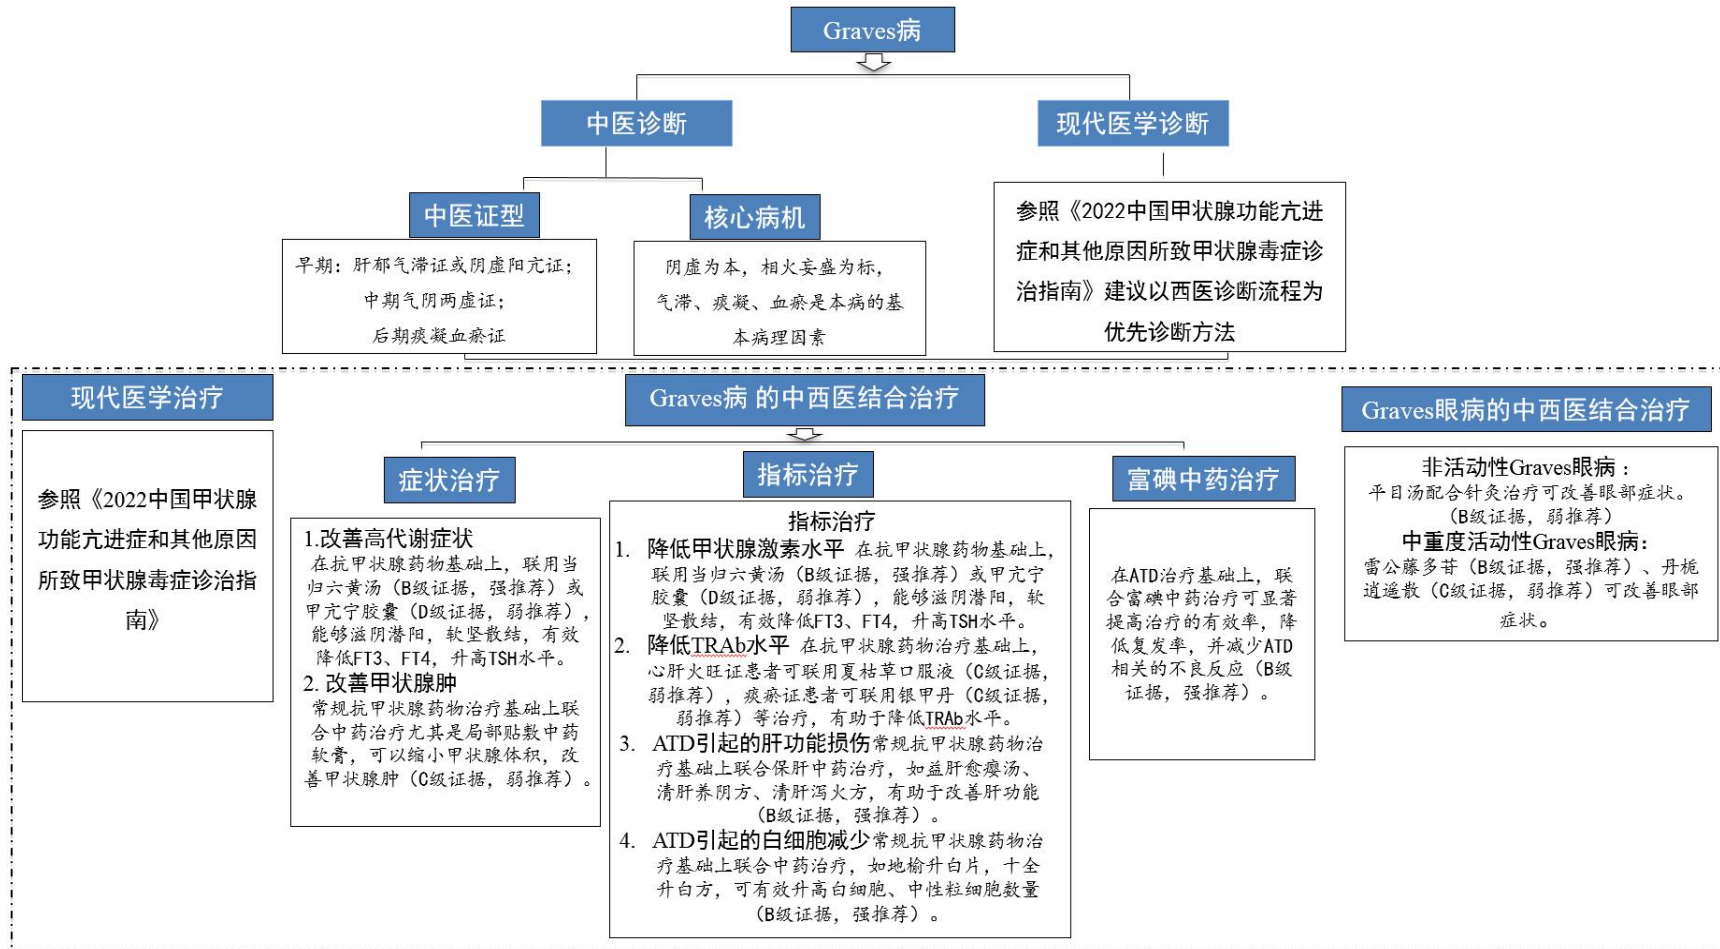 Graves病
中医诊断
现代医学诊断
中医证型
核心病机
早期：肝郁气滞证或阴虚阳亢证；
中期气阴两虚证；
后期痰凝血瘀证
阴虚为本，相火妄盛为标，
气滞、痰凝、血瘀是本病的基
本病理因素
参照《2022中国甲状腺功能亢进
症和其他原因所致甲状腺毒症诊
治指南》建议以西医诊断流程为
优先诊断方法
现代医学治疗
参照《2022中国甲状腺
功能亢进症和其他原因
所致甲状腺毒症诊治指
南》
Graves病 的中西医结合治疗
症状治疗
1.改善高代谢症状
在抗甲状腺药物基础上，联用当
归六黄汤（B级证据，强推荐）或
甲亢宁胶囊（D级证据，弱推荐），
能够滋阴潜阳，软坚散结，有效
降低FT3、FT4，升高TSH水平。
2. 改善甲状腺肿
常规抗甲状腺药物治疗基础上联
合中药治疗尤其是局部贴敷中药
软膏，可以缩小甲状腺体积，改
善甲状腺肿（C级证据，弱推荐）。
指标治疗
指标治疗
1. 降低甲状腺激素水平 在抗甲状腺药物基础上，
联用当归六黄汤（B级证据，强推荐）或甲亢宁
胶囊（D级证据，弱推荐），能够滋阴潜阳，软
坚散结，有效降低FT3、FT4，升高TSH水平。
2. 降低TRAb水平 在抗甲状腺药物治疗基础上，
心肝火旺证患者可联用夏枯草口服液（C级证据，
弱推荐），痰瘀证患者可联用银甲丹（C级证据，
弱推荐）等治疗，有助于降低TRAb水平。
3. ATD引起的肝功能损伤常规抗甲状腺药物治
疗基础上联合保肝中药治疗，如益肝愈瘿汤、
清肝养阴方、清肝泻火方，有助于改善肝功能
（B级证据，强推荐）。
4. ATD引起的白细胞减少常规抗甲状腺药物治
疗基础上联合中药治疗，如地榆升白片，十全
升白方，可有效升高白细胞、中性粒细胞数量
（B级证据，强推荐）。
富碘中药治疗
在ATD治疗基础上，联
合富碘中药治疗可显著
提高治疗的有效率，降
低复发率，并减少ATD
相关的不良反应（B级
证据，强推荐）。
Graves眼病的中西医结合治疗
非活动性Graves眼病：
平目汤配合针灸治疗可改善眼部症状。
（B级证据，弱推荐）
中重度活动性Graves眼病：
雷公藤多苷（B级证据，强推荐）、丹栀
逍遥散（C级证据，弱推荐）可改善眼部
症状。